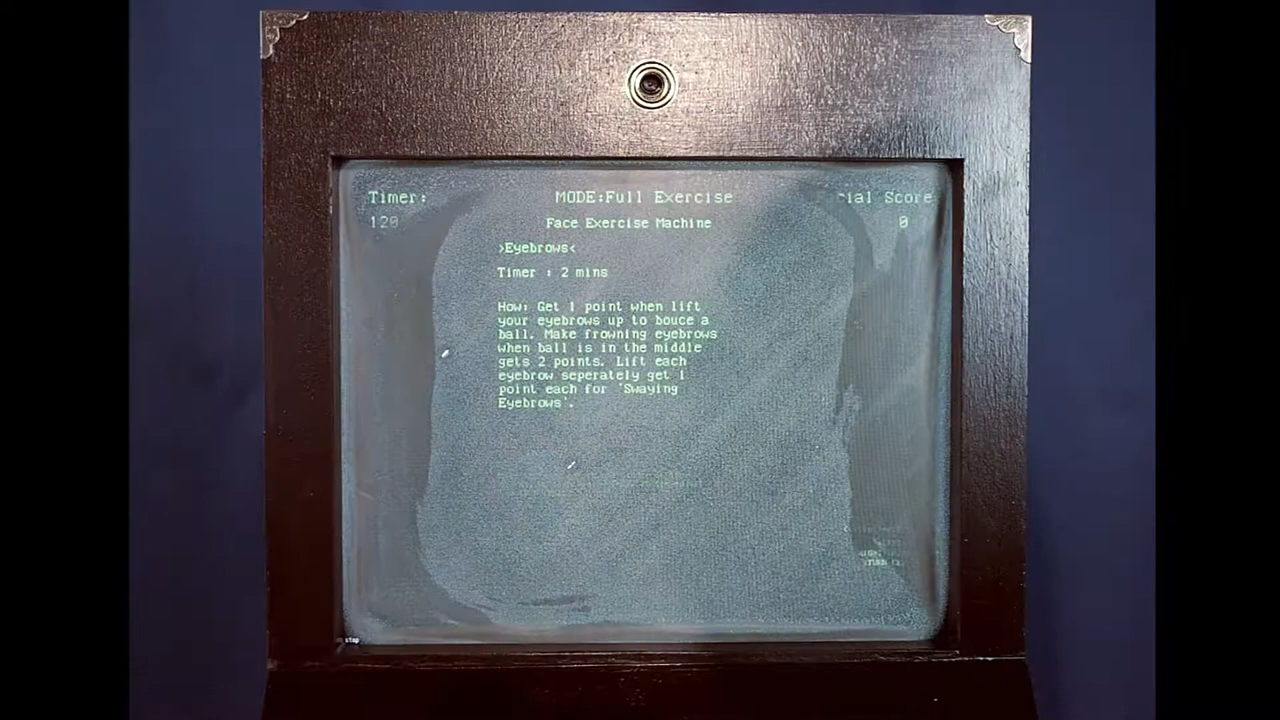 Timer: MODE:Full Exercise cial Score
120 Face Exercise Machine 0
>Eyebrows<
Timer : 2 mins
How: Get 1 point when lift
your eyebrows up to bouce a
ball. Make frowning eyebrows
when ball is in the middle
gets 2 points. Lift each
eyebrow seperately get 1
point each for 'Swaying
Eyebrows'.